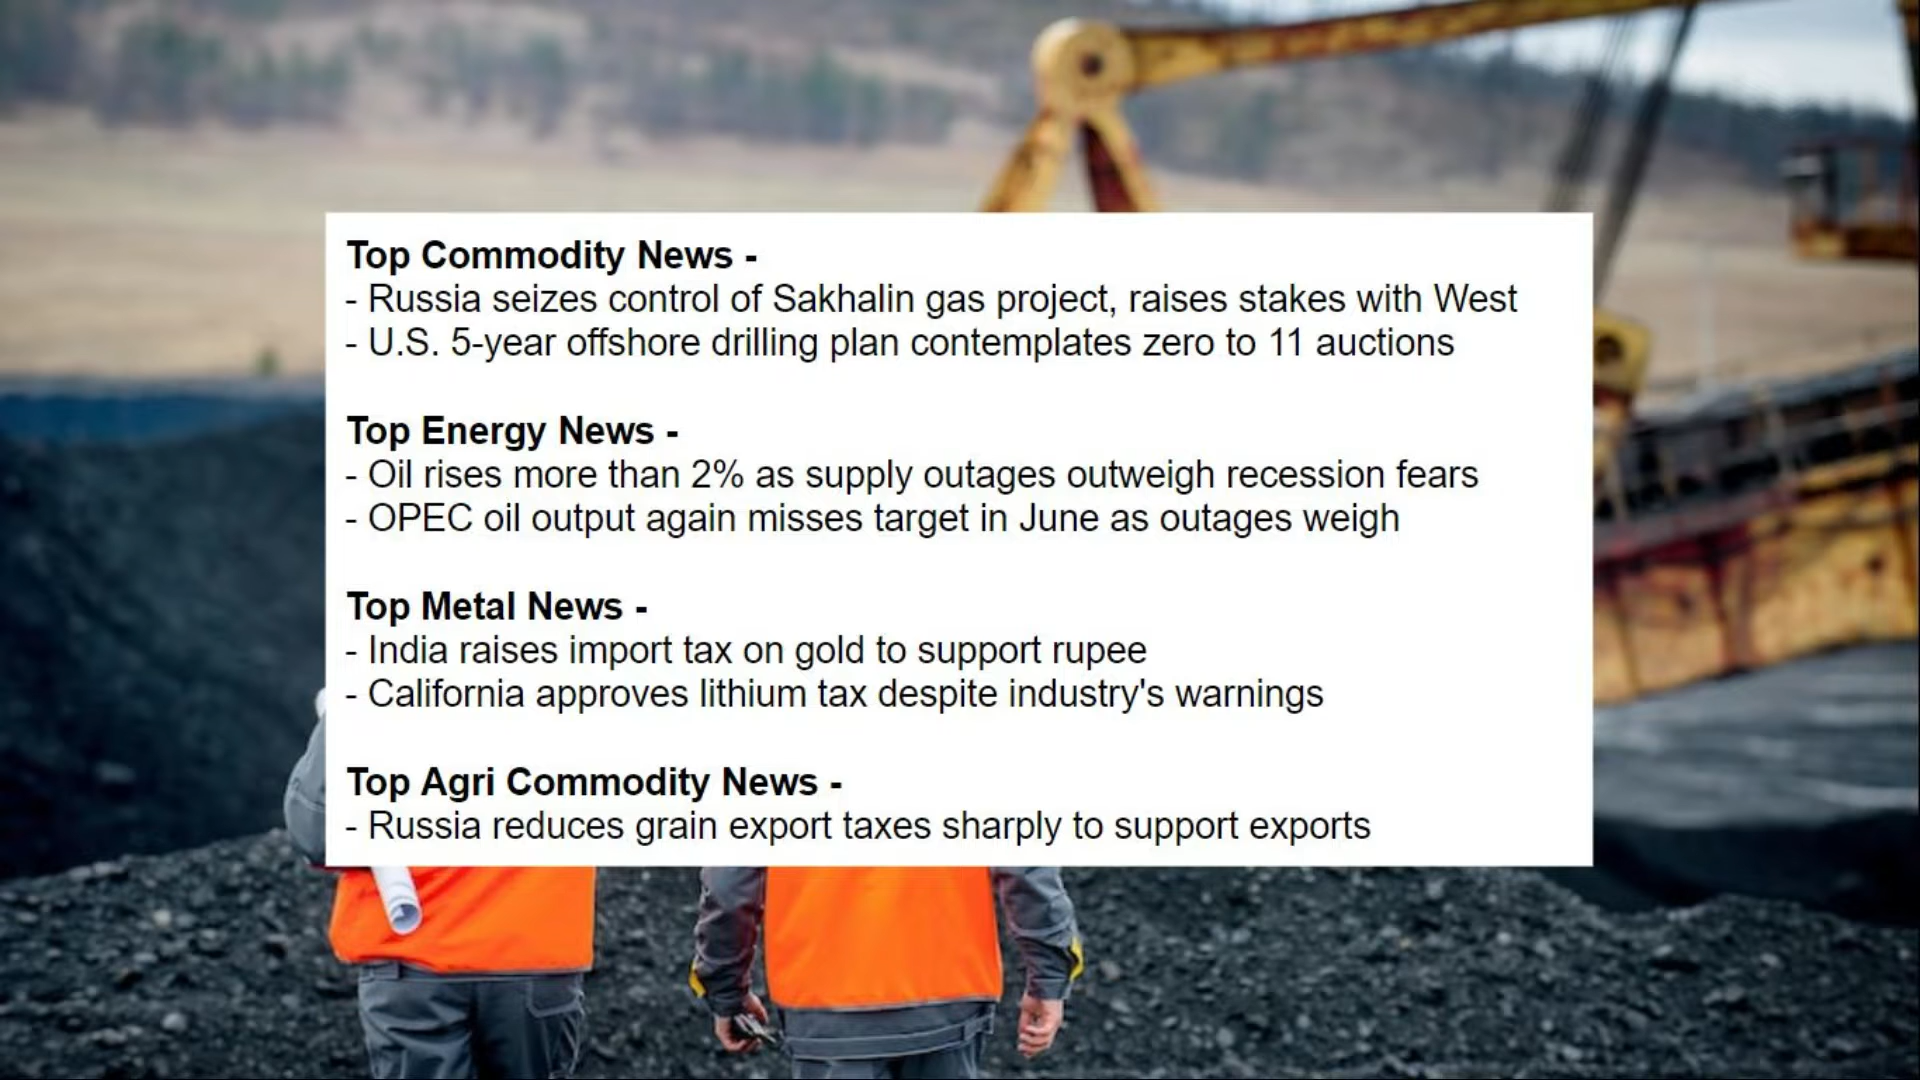 Top Commodity News -
- Russia seizes control of Sakhalin gas project, raises stakes with West
- U.S. 5-year offshore drilling plan contemplates zero to 11 auctions
Top Energy News -
- Oil rises more than 2% as supply outages outweigh recession fears
- OPEC oil output again misses target in June as outages weigh
Top Metal News -
- India raises import tax on gold to support rupee
- California approves lithium tax despite industry's warnings
Top Agri Commodity News -
- Russia reduces grain export taxes sharply to support exports